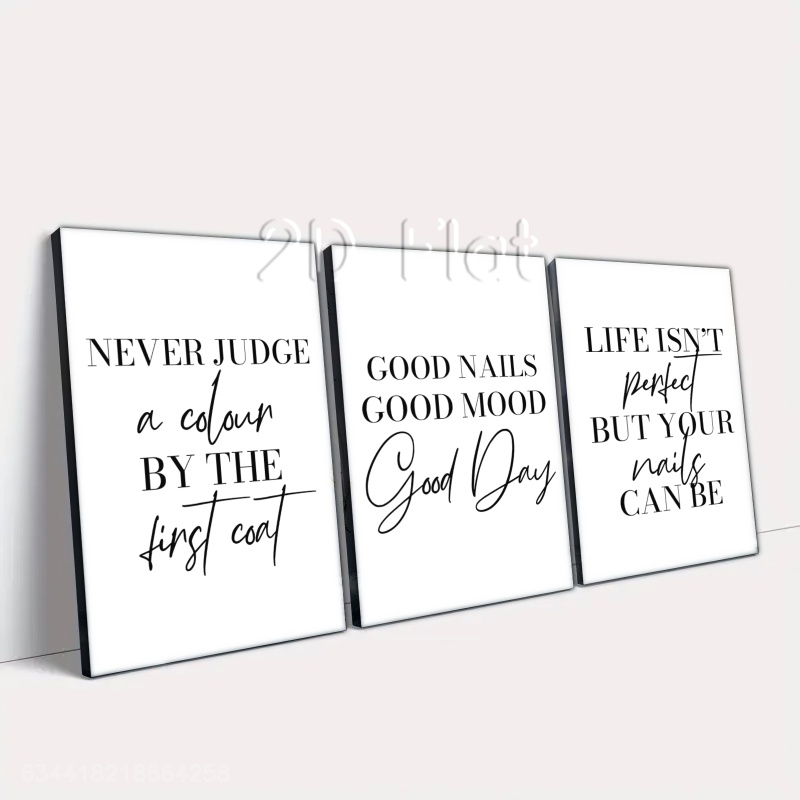 2D Flat
NEVER JUDGE
a colour
BY THE
first coat
GOOD NAILS
GOOD MOOD
Good Day
LIFE ISN'T
perfect
BUT YOUR
nails
CAN BE
634418218664258